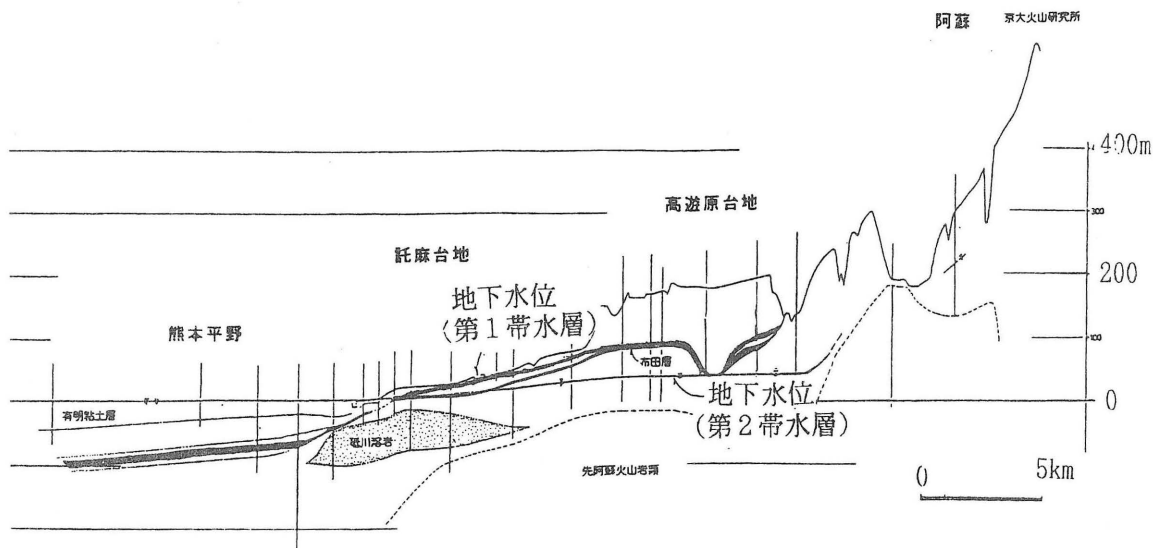 阿蘇
京大火山研究所
400m
300
200
100
0
高遊原台地
託麻台地
地下水位
(第1帯水層)
熊本平野
布田層
地下水位
(第2帯水層)
有明粘土層
砥川溶岩
先阿蘇火山岩類
0 5km